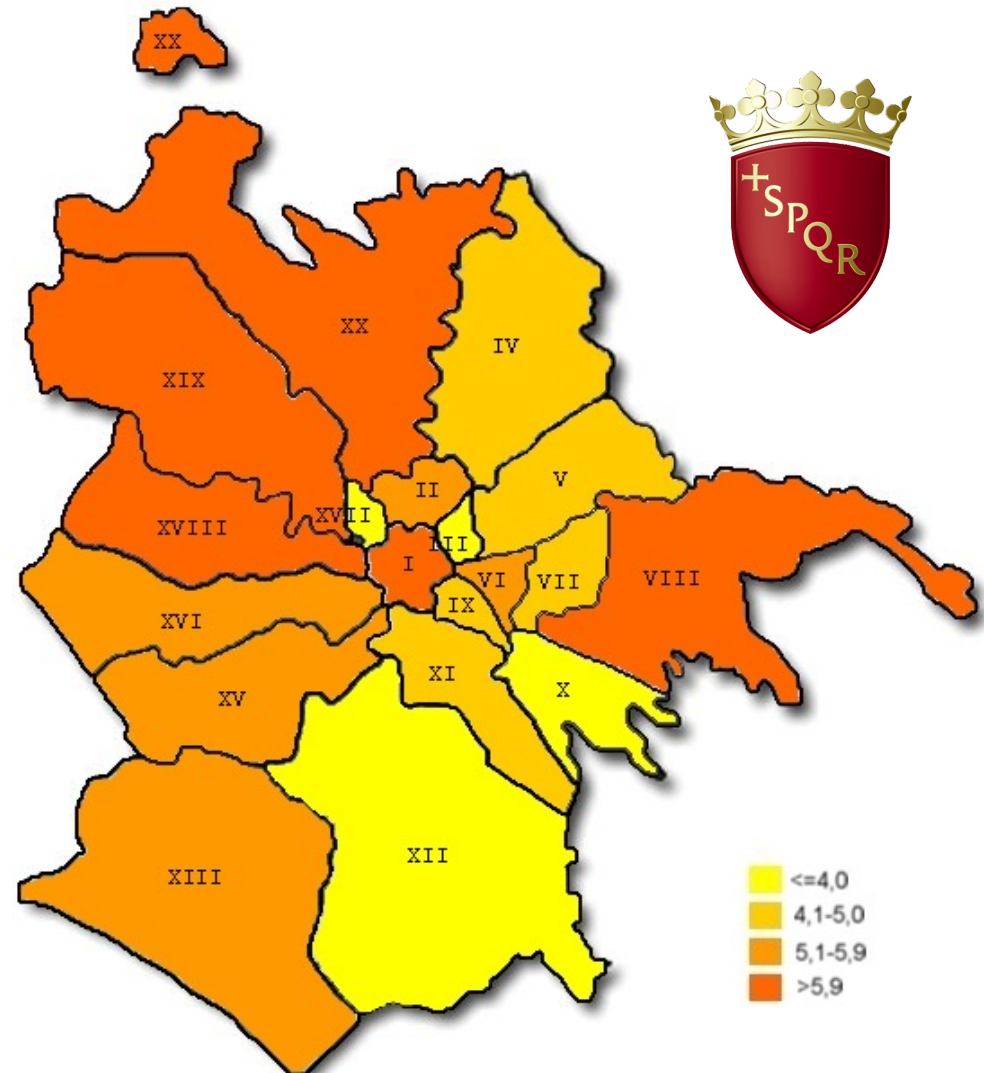 XX
+SPQR
XX
IV
XIX
V
II
XVII
XVIII
III
I
VI
VII
VIII
IX
XVI
XI
X
XV
XII
XIII
<=4,0
4,1-5,0
5,1-5,9
>5,9